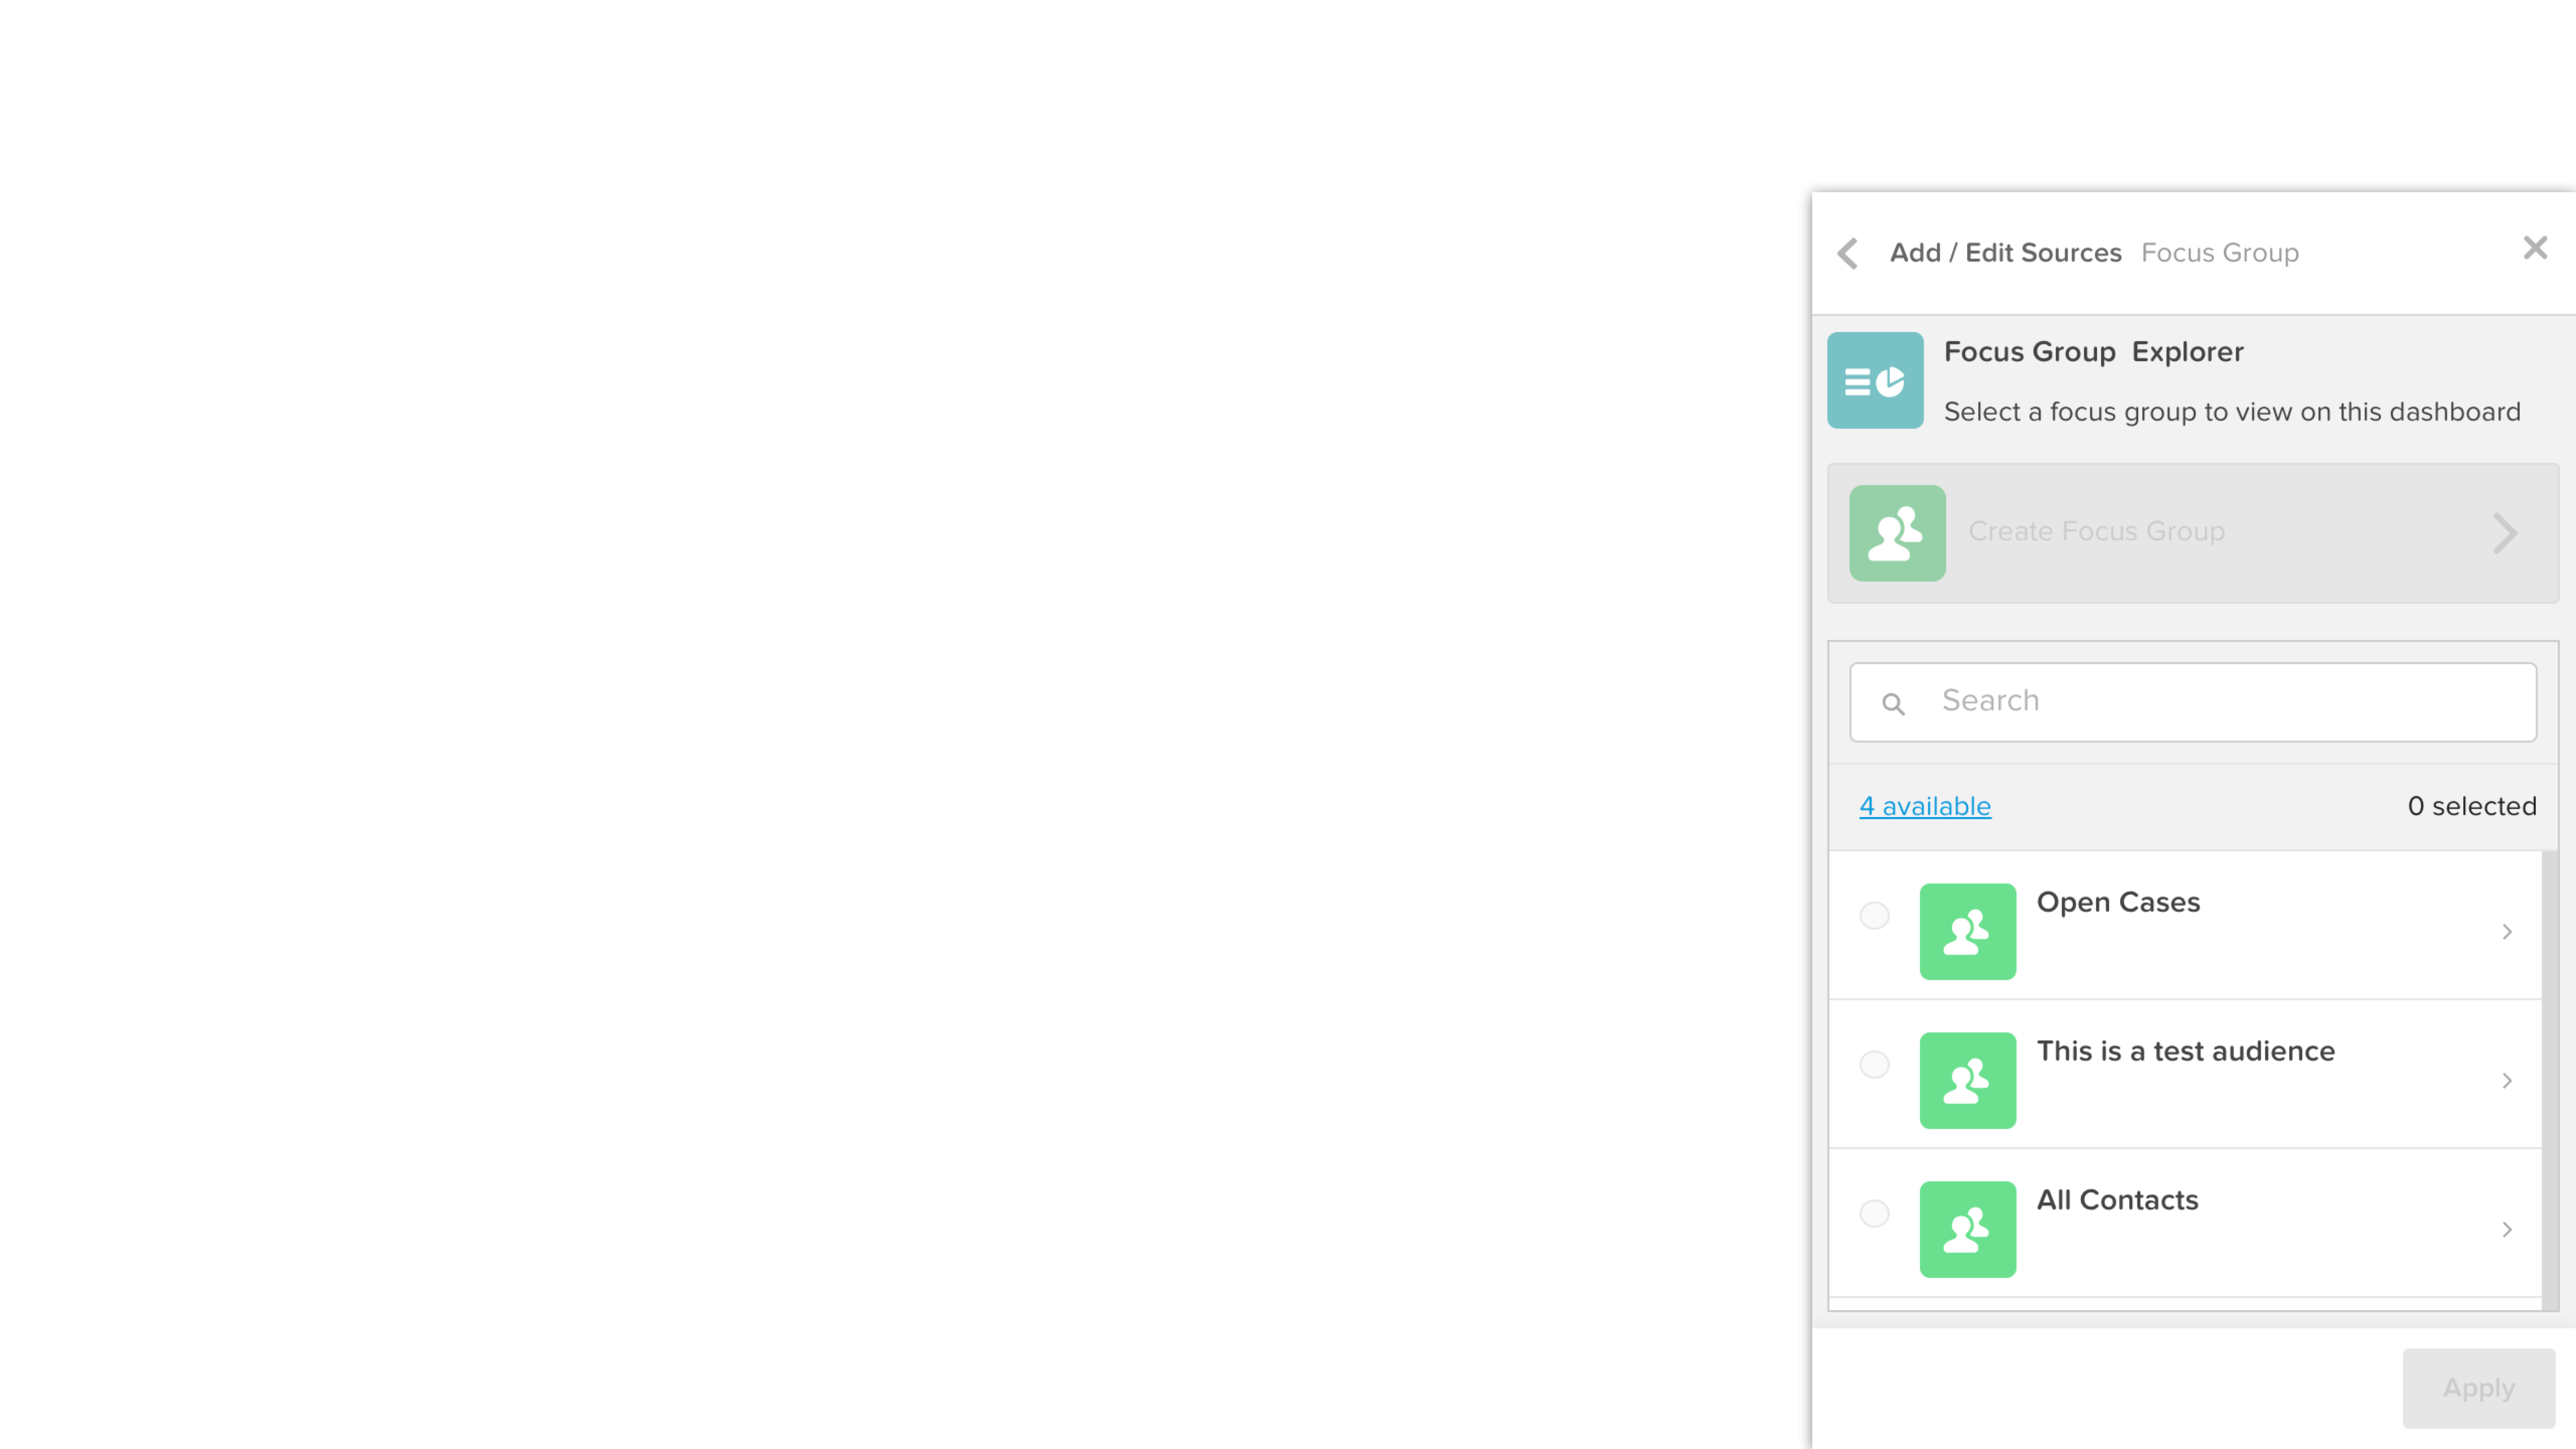 Add / Edit Sources Focus Group
Focus Group Explorer
Select a focus group to view on this dashboard
Create Focus Group
Search
4 available 0 selected
Open Cases
This is a test audience
All Contacts
Apply